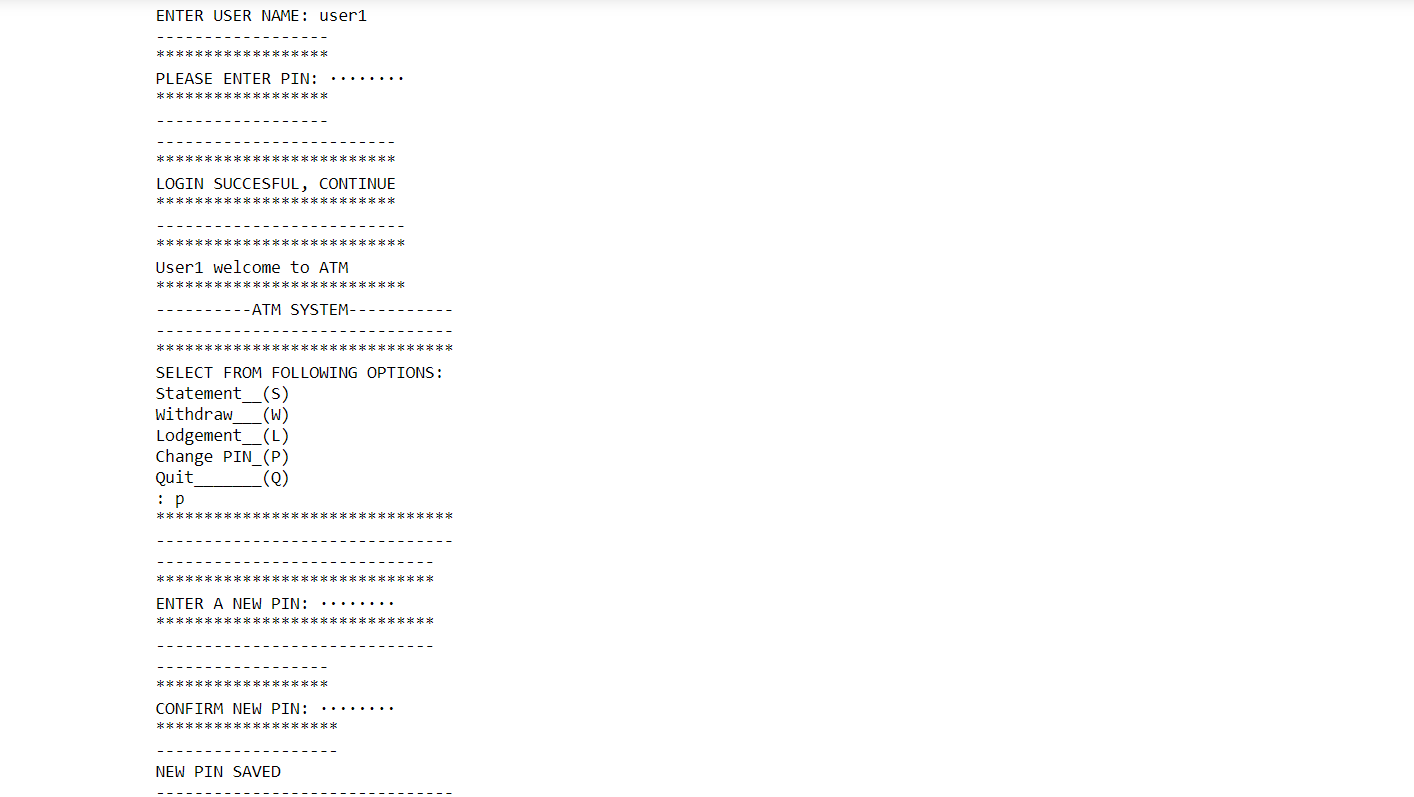 ENTER USER NAME: user1
------------------
******************
PLEASE ENTER PIN: ········
******************
------------------
-------------------------
*************************
LOGIN SUCCESFUL, CONTINUE
*************************
--------------------------
**************************
User1 welcome to ATM
**************************
----------ATM SYSTEM-----------
-------------------------------
*******************************
SELECT FROM FOLLOWING OPTIONS:
Statement__(S)
Withdraw___(W)
Lodgement__(L)
Change PIN_(P)
Quit_______(Q)
: p
*******************************
-------------------------------
-----------------------------
*****************************
ENTER A NEW PIN: ········
*****************************
-----------------------------
------------------
******************
CONFIRM NEW PIN: ········
*******************
-------------------
NEW PIN SAVED
-------------------------------